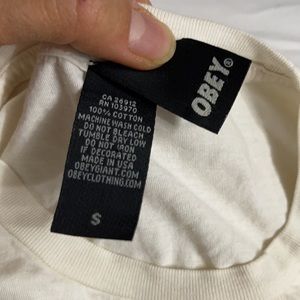 OBEY®
CA 26912
RN 103970
100% COTTON
MACHINE WASH COLD
DO NOT BLEACH
TUMBLE DRY LOW
DO NOT IRON
IF DECORATED
MADE IN USA
OBEYGIANT.COM
OBEYCLOTHING.COM
S